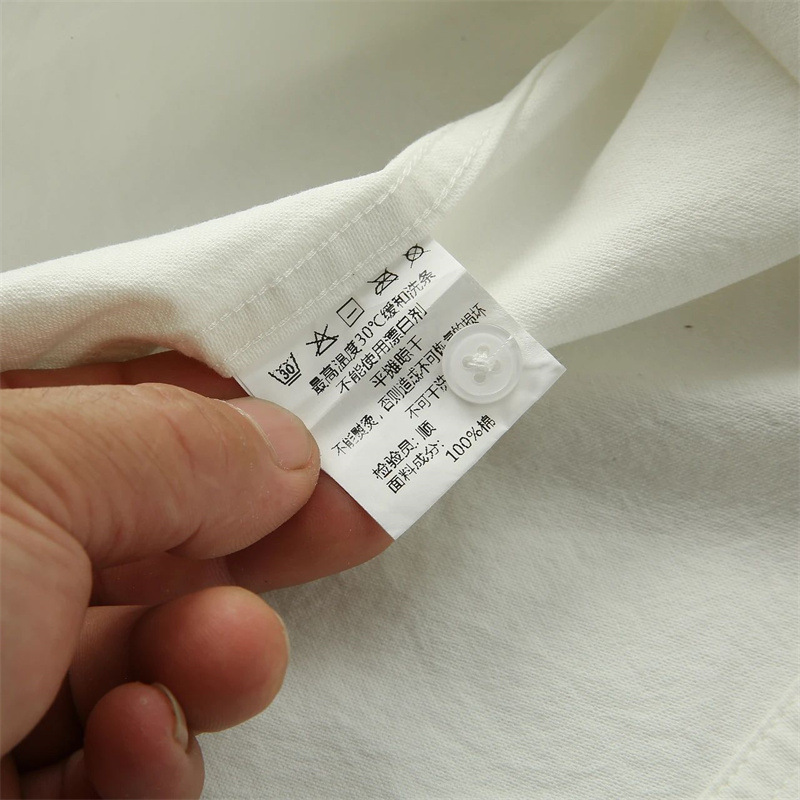 30
最高温度30℃缓和洗条
不能使用漂白剂
平摊晾干
不能熨烫，否则造成不可恢复的损坏
不可干洗
检验员：顺
面料成分： 100%棉